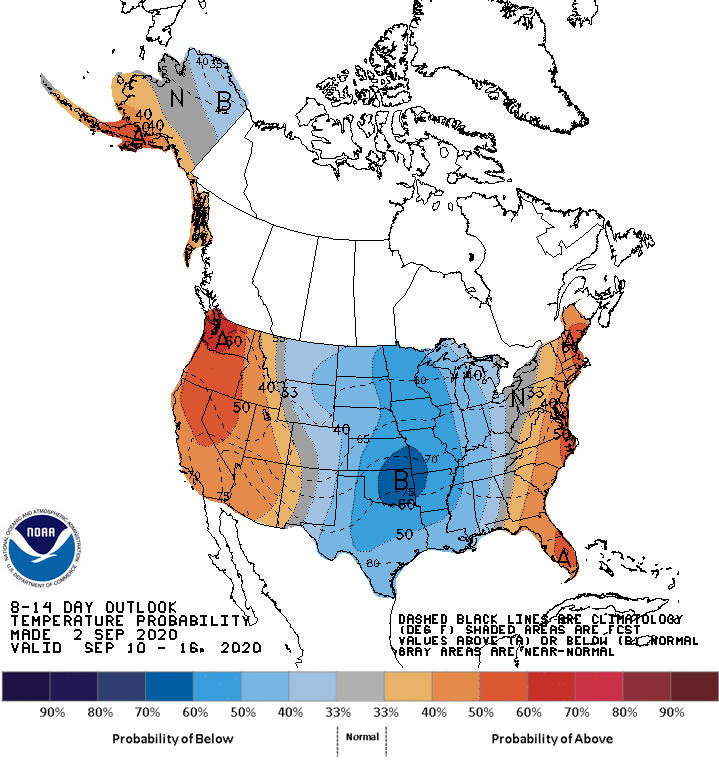 40 35
N B
45
40
50 40
A
A 60
40 33
50
60
40
N 33
40
A
40
65
70
70
75
B
75
60
50
80
50
A
NATIONAL OCEANIC AND ATMOSPHERIC ADMINISTRATION
NOAA
U.S. DEPARTMENT OF COMMERCE
8-14 DAY OUTLOOK
TEMPERATURE PROBABILITY
MADE 2 SEP 2020
VALID SEP 10 - 16, 2020
DASHED BLACK LINES ARE CLIMATOLOGY
(DEG F) SHADED AREAS ARE FCST
VALUES ABOVE (A) OR BELOW (B) NORMAL
GRAY AREAS ARE NEAR-NORMAL
90% 80% 70% 60% 50% 40% 33% 33% 40% 50% 60% 70% 80% 90%
Probability of Below Normal Probability of Above